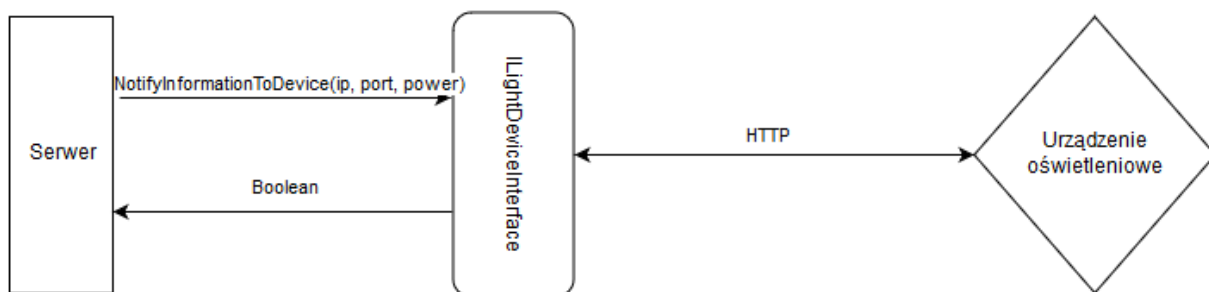 NotifyInformationToDevice(ip, port, power)
Serwer
Boolean
ILightDeviceInterface
HTTP
Urządzenie
oświetleniowe